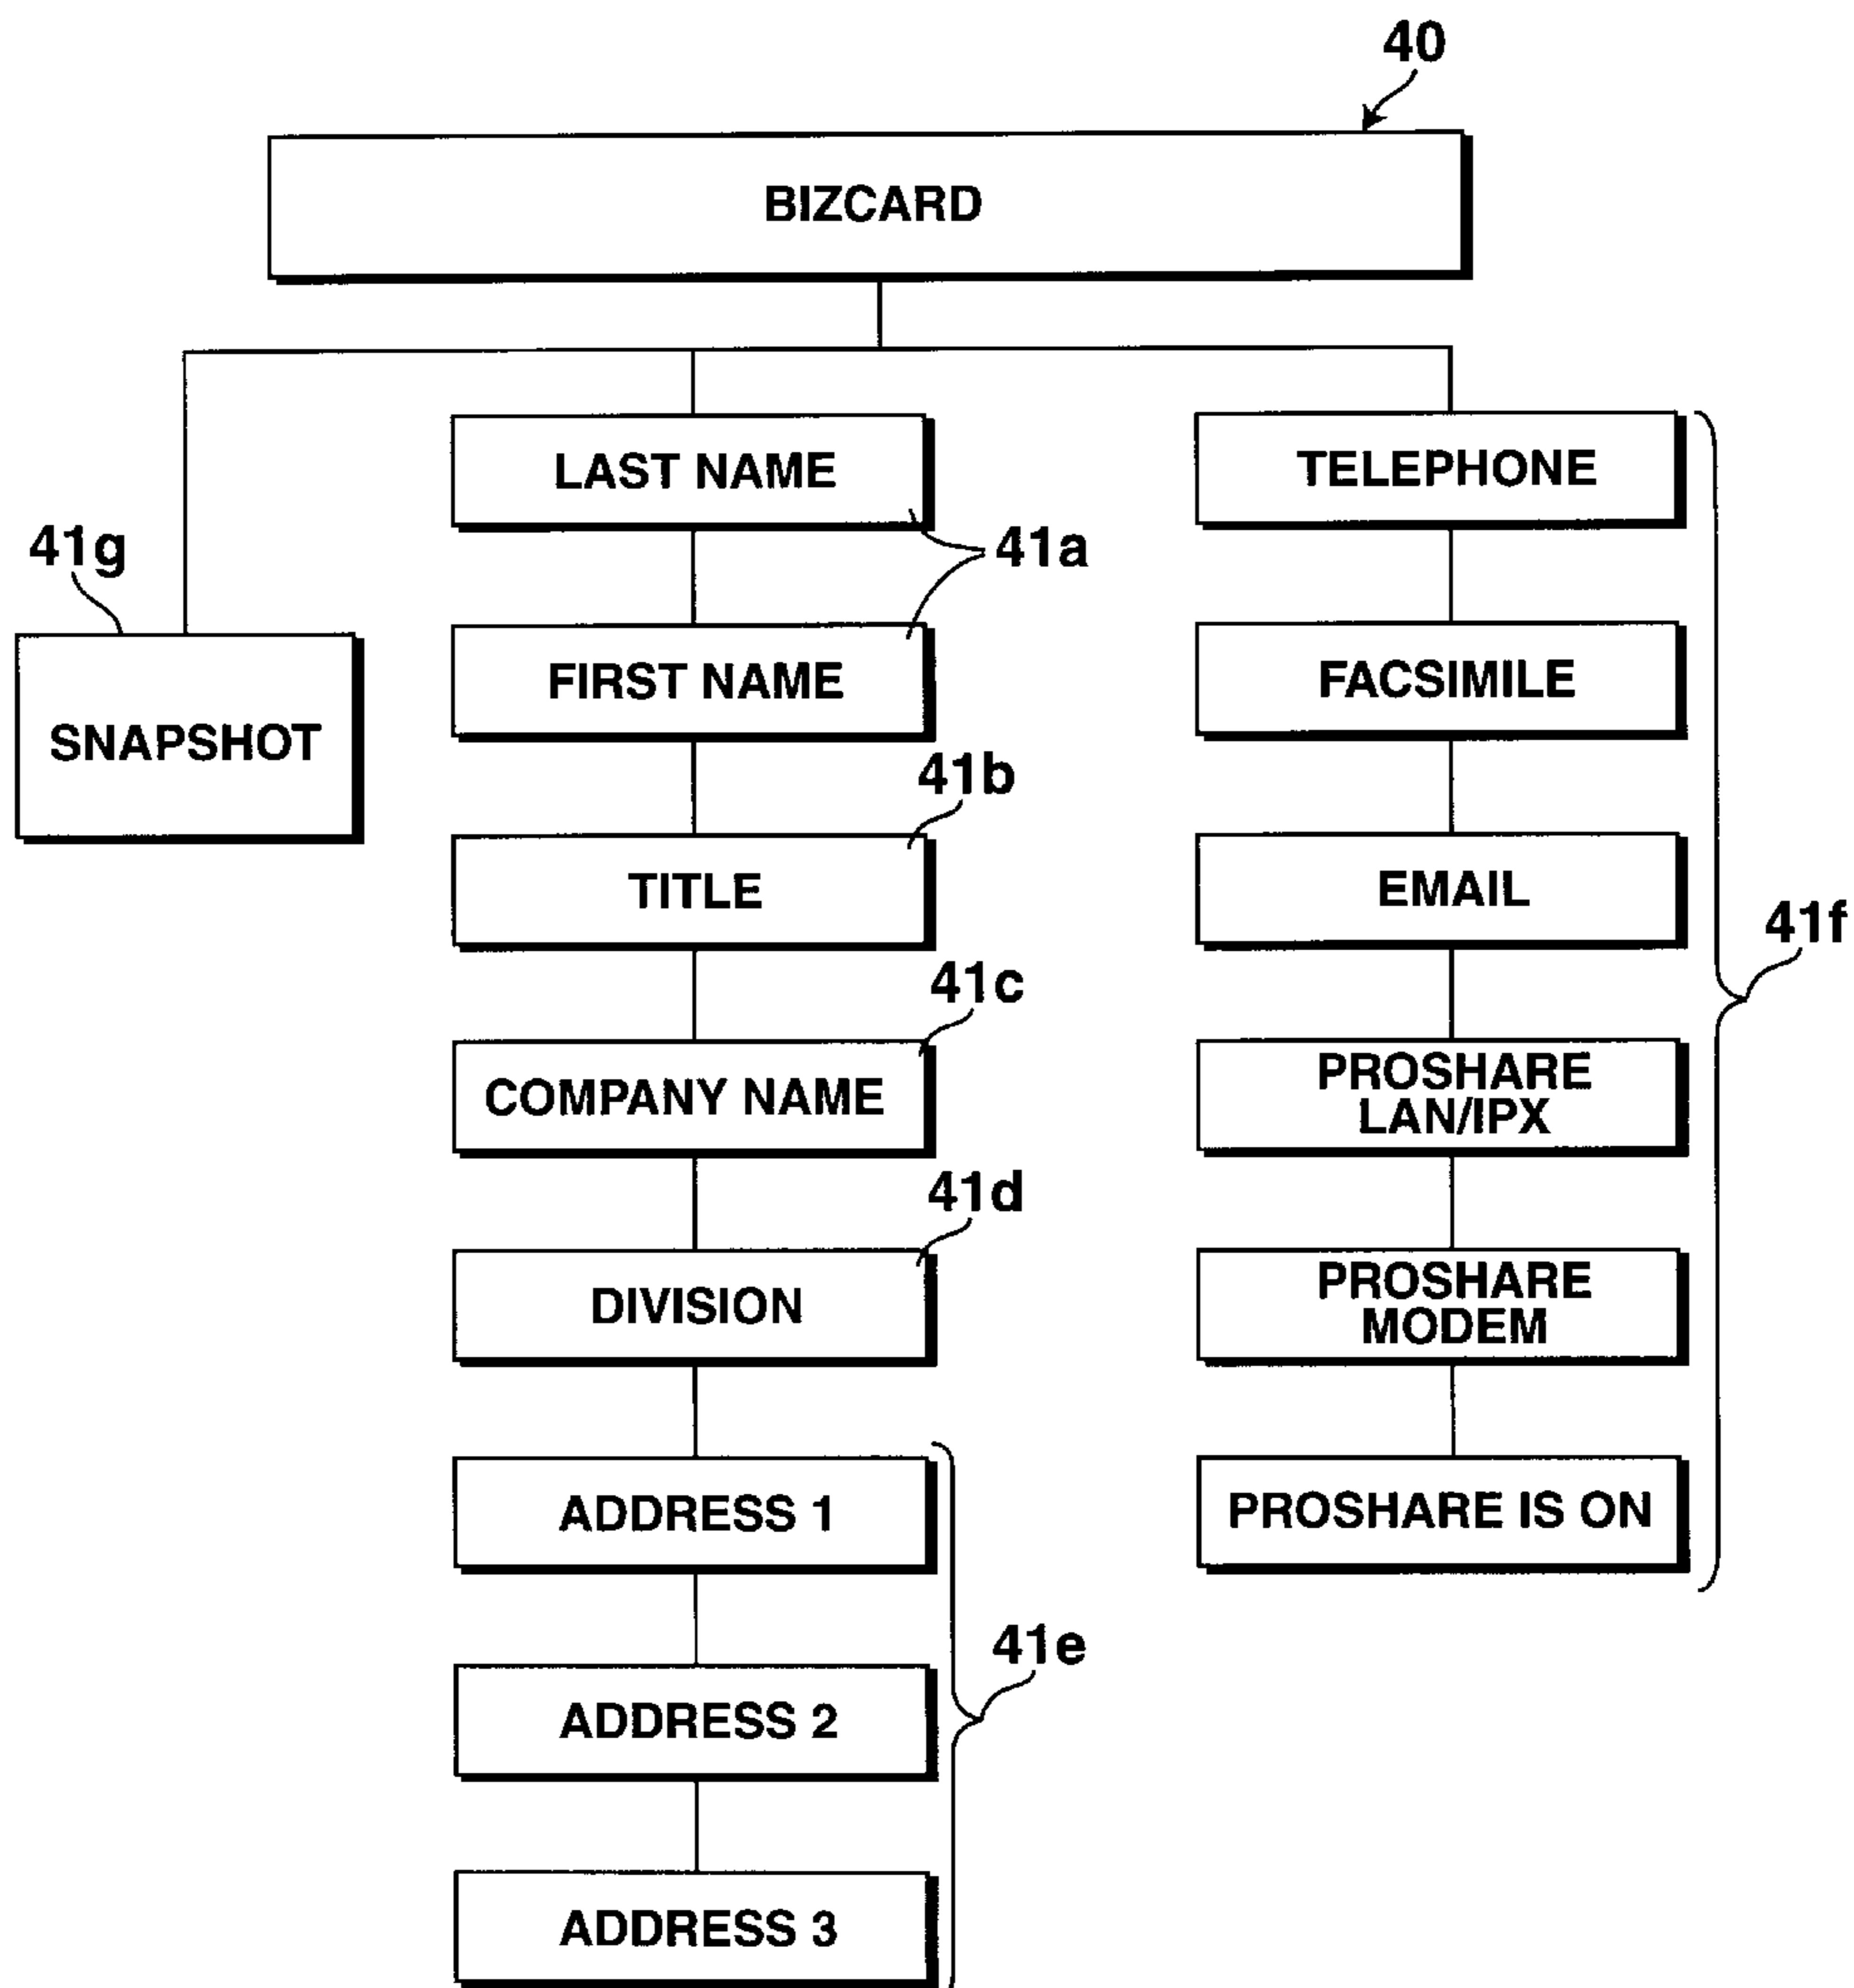 40
BIZCARD
LAST NAME
TELEPHONE
41g
41a
FIRST NAME
FACSIMILE
SNAPSHOT
41b
TITLE
EMAIL
41f
41c
COMPANY NAME
PROSHARE
LAN/IPX
41d
DIVISION
PROSHARE
MODEM
ADDRESS 1
PROSHARE IS ON
41e
ADDRESS 2
ADDRESS 3